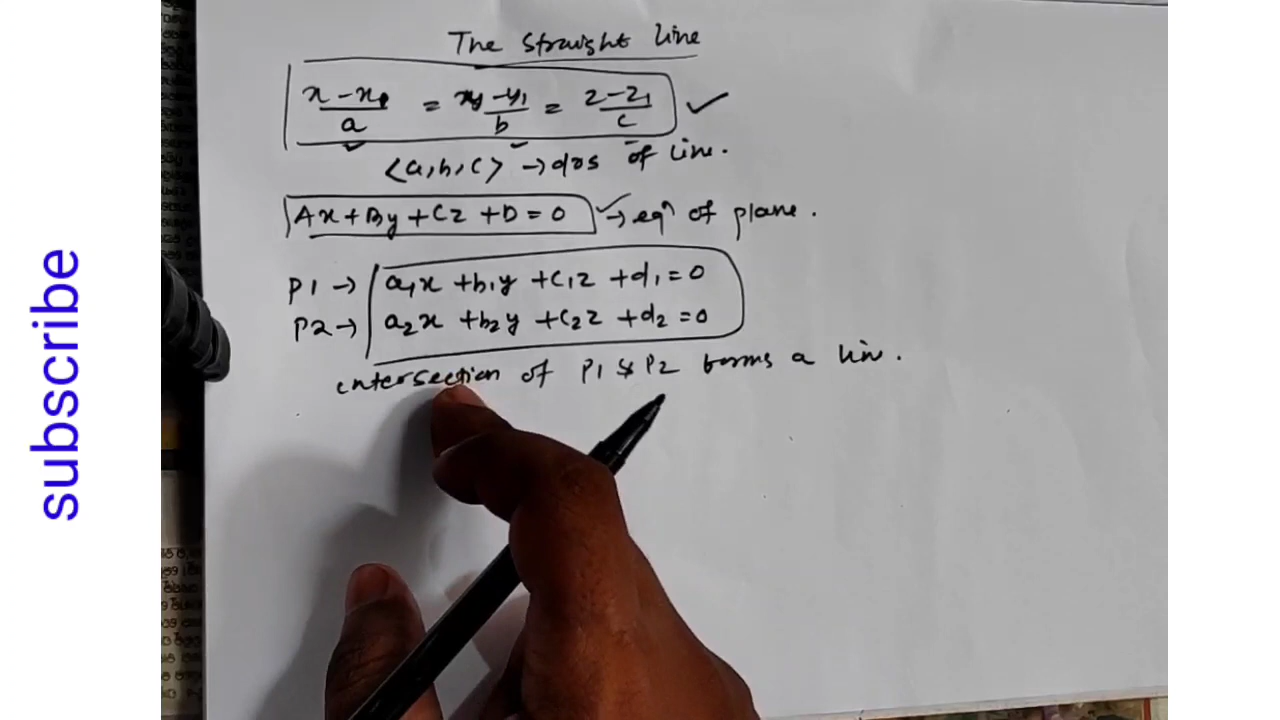 The straight line
x - x1 / a = y - y1 / b = z - z1 / c
<a, b, c> → drs of line.
Ax + By + Cz + D = 0 → eqn of plane.
P1 → a1x + b1y + c1z + d1 = 0
P2 → a2x + b2y + c2z + d2 = 0
intersection of P1 & P2 forms a line.
subscribe